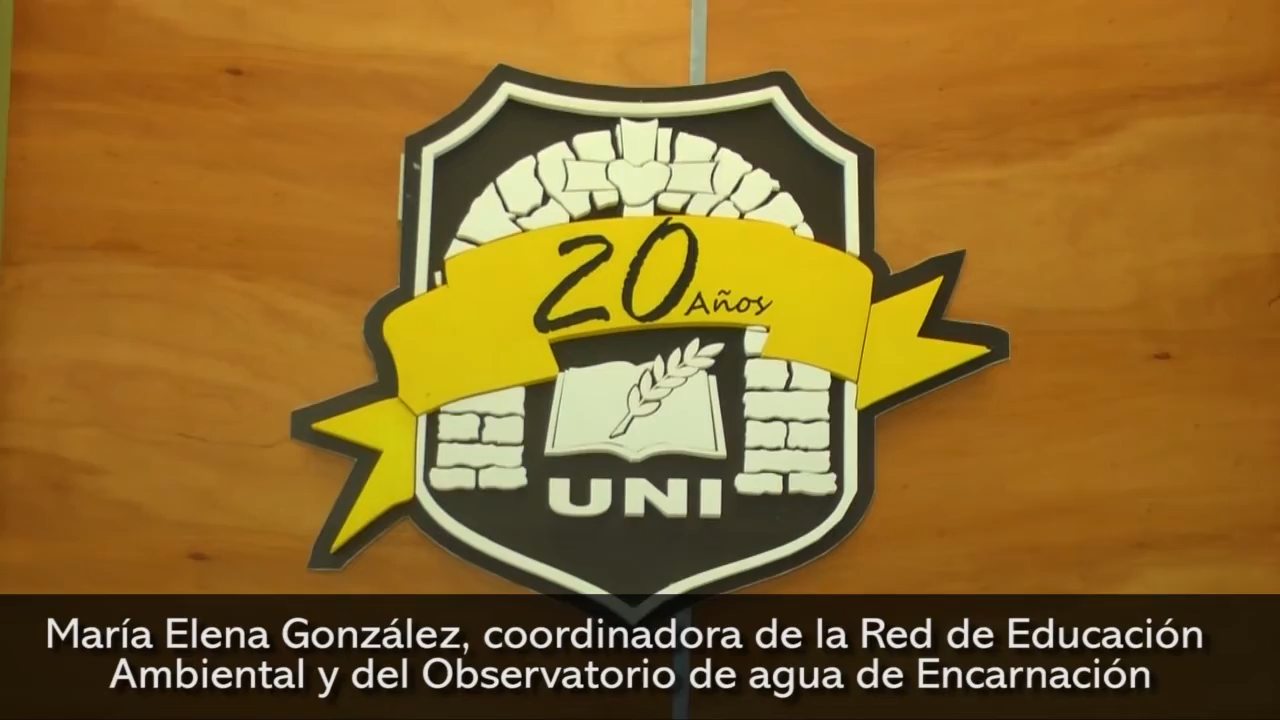 20 Años
UNI
María Elena González, coordinadora de la Red de Educación
Ambiental y del Observatorio de agua de Encarnación